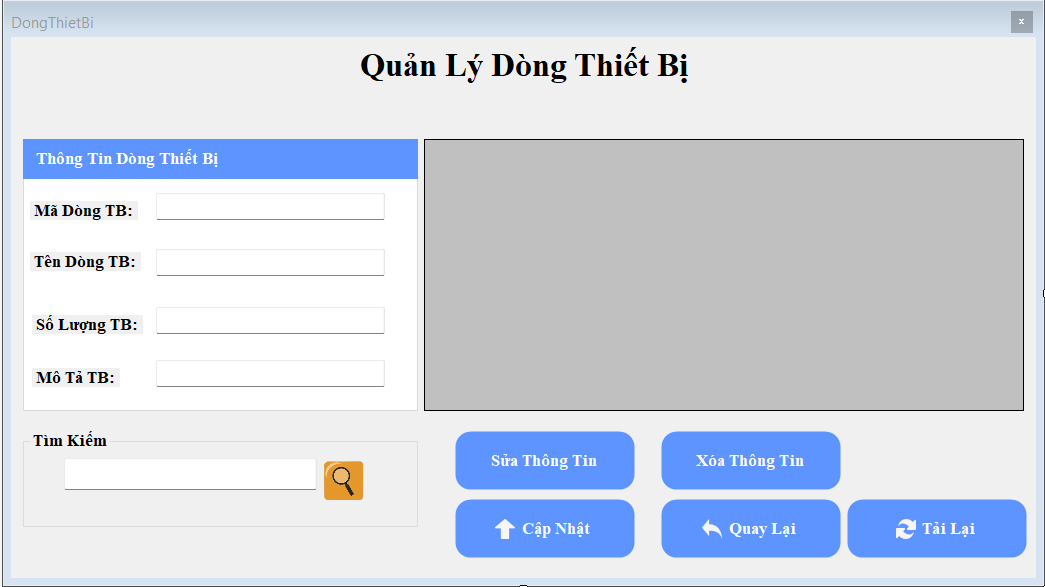 DongThietBi
x
Quản Lý Dòng Thiết Bị
Thông Tin Dòng Thiết Bị
Mã Dòng TB:
Tên Dòng TB:
Số Lượng TB:
Mô Tả TB:
Tìm Kiếm
Sửa Thông Tin
Xóa Thông Tin
Cập Nhật
Quay Lại
Tải Lại